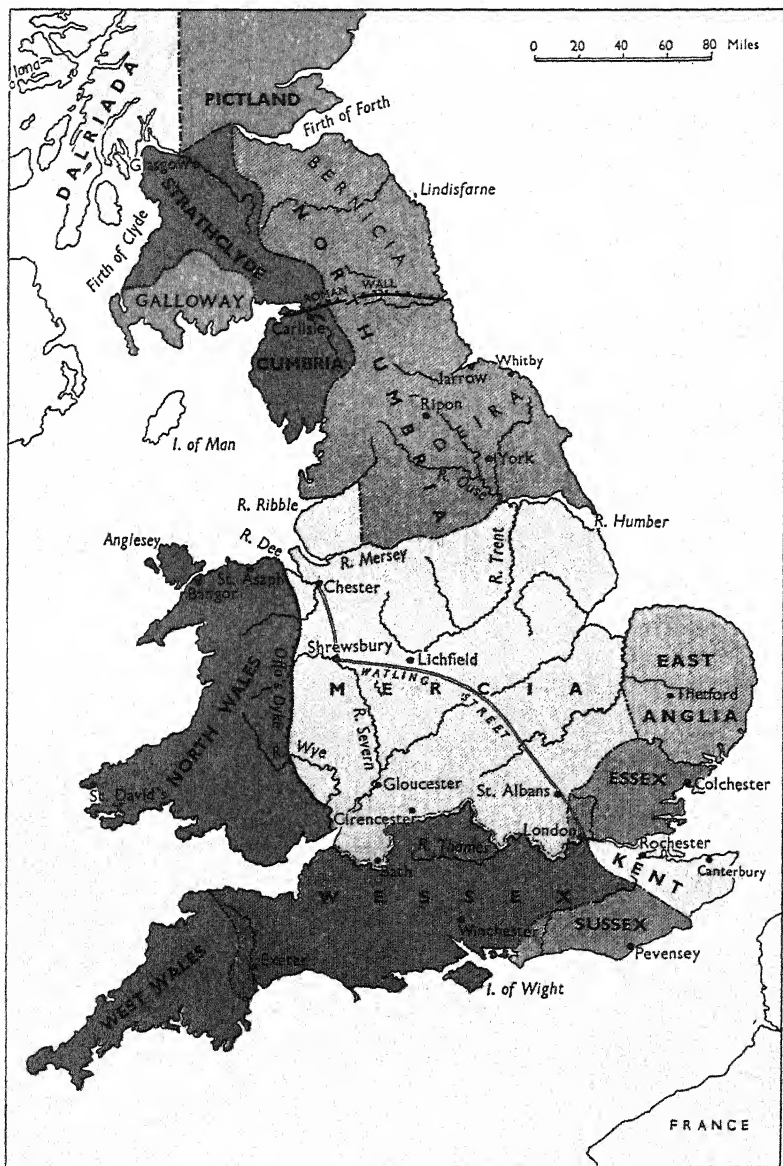 0 20 40 60 80 Miles
Iona
DALRIADA
PICTLAND
Firth of Forth
Glasgow
BERNICIA
Lindisfarne
STRATHCLYDE
Firth of Clyde
NORTHUMBRIA
GALLOWAY
ROMAN WALL
Carlisle
CUMBRIA
Jarrow
Whitby
Ripon
DEIRA
York
R. Ouse
I. of Man
R. Ribble
R. Humber
Anglesey
R. Dee
R. Mersey
R. Trent
St. Asaph
Bangor
Chester
Shrewsbury
Lichfield
WATLING STREET
MERCIA
EAST ANGLIA
Thetford
NORTH WALES
Offa's Dyke
R. Wye
R. Severn
St. David's
Gloucester
St. Albans
ESSEX
Colchester
Cirencester
London
R. Thames
Rochester
Canterbury
KENT
Bath
WESSEX
Winchester
SUSSEX
Pevensey
WEST WALES
Exeter
I. of Wight
FRANCE